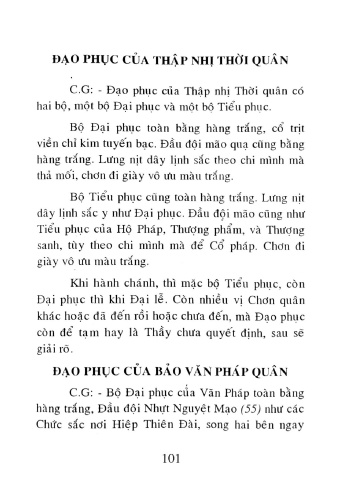 ĐẠO PHỤC CỦA THẬP NHỊ THỜI QUÂN
C.G: - Đạo phục của Thập nhị Thời quân có
hai bộ, một bộ Đại phục và một bộ Tiểu phục.
Bộ Đại phục toàn bằng hàng trắng, cổ trịt
viền chỉ kim tuyến bạc. Đầu đội mão quạ cũng bằng
hàng trắng. Lưng nịt dây lịnh sắc theo chi mình mà
thả mối, chơn đi giày vô ưu màu trắng.
Bộ Tiểu phục cũng toàn hàng trắng. Lưng nịt
dây lịnh sắc y như Đại phục. Đầu đội mão cũng như
Tiểu phục của Hộ Pháp, Thượng phẩm, và Thượng
sanh, tùy theo chi mình mà để Cổ pháp. Chơn đi
giày vô ưu màu trắng.
Khi hành chánh, thì mặc bộ Tiểu phục, còn
Đại phục thì khi Đại lễ. Còn nhiều vị Chơn quân
khác hoặc đã đến rồi hoặc chưa đến, mà Đạo phục
còn để tạm hay là Thầy chưa quyết định, sau sẽ
giải rõ.
ĐẠO PHỤC CỦA BẢO VĂN PHÁP QUÂN
C.G: - Bộ Đại phục của Văn Pháp toàn bằng
hàng trắng, Đầu đội Nhựt Nguyệt Mạo (55) như các
Chức sắc nơi Hiệp Thiên Đài, song hai bên ngay
101